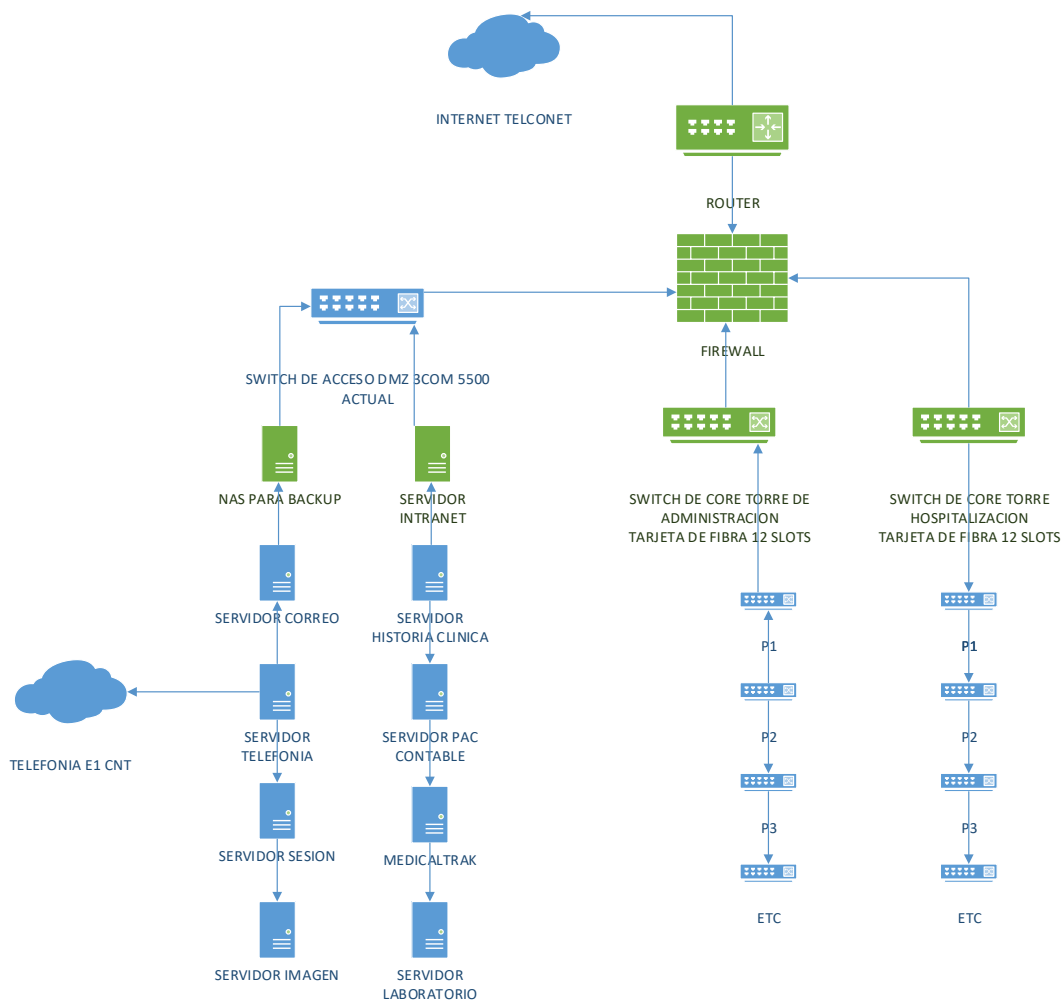 INTERNET TELCONET
ROUTER
FIREWALL
SWITCH DE ACCESO DMZ 3COM 5500
ACTUAL
NAS PARA BACKUP
SERVIDOR
INTRANET
SWITCH DE CORE TORRE DE
ADMINISTRACION
TARJETA DE FIBRA 12 SLOTS
SWITCH DE CORE TORRE
HOSPITALIZACION
TARJETA DE FIBRA 12 SLOTS
SERVIDOR CORREO
SERVIDOR
HISTORIA CLINICA
P1
P1
TELEFONIA E1 CNT
SERVIDOR
TELEFONIA
SERVIDOR PAC
CONTABLE
P2
P2
SERVIDOR SESION
MEDICALTRAK
P3
P3
SERVIDOR IMAGEN
SERVIDOR
LABORATORIO
ETC
ETC